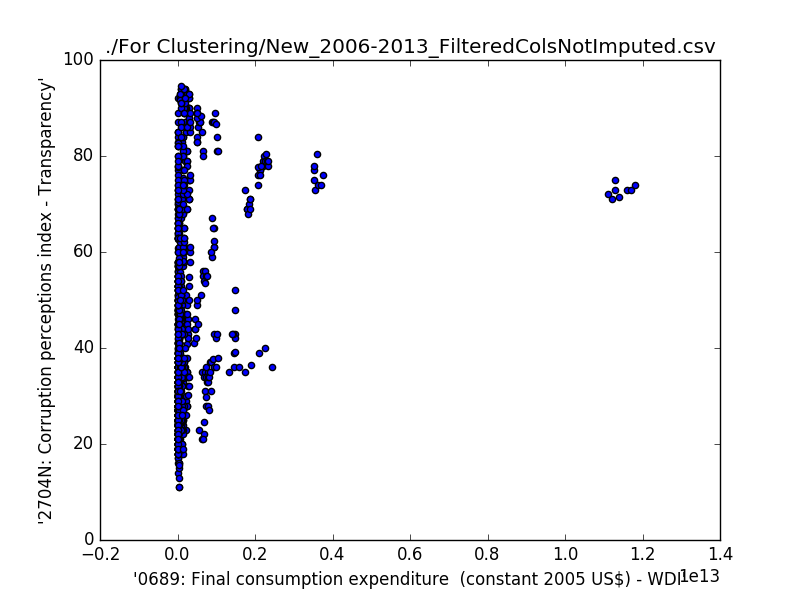 ./For Clustering/New_2006-2013_FilteredColsNotImputed.csv
100
80
60
40
20
0
'2704N: Corruption perceptions index - Transparency'
−0.2 0.0 0.2 0.4 0.6 0.8 1.0 1.2 1.4
1e13
'0689: Final consumption expenditure (constant 2005 US$) - WDI'